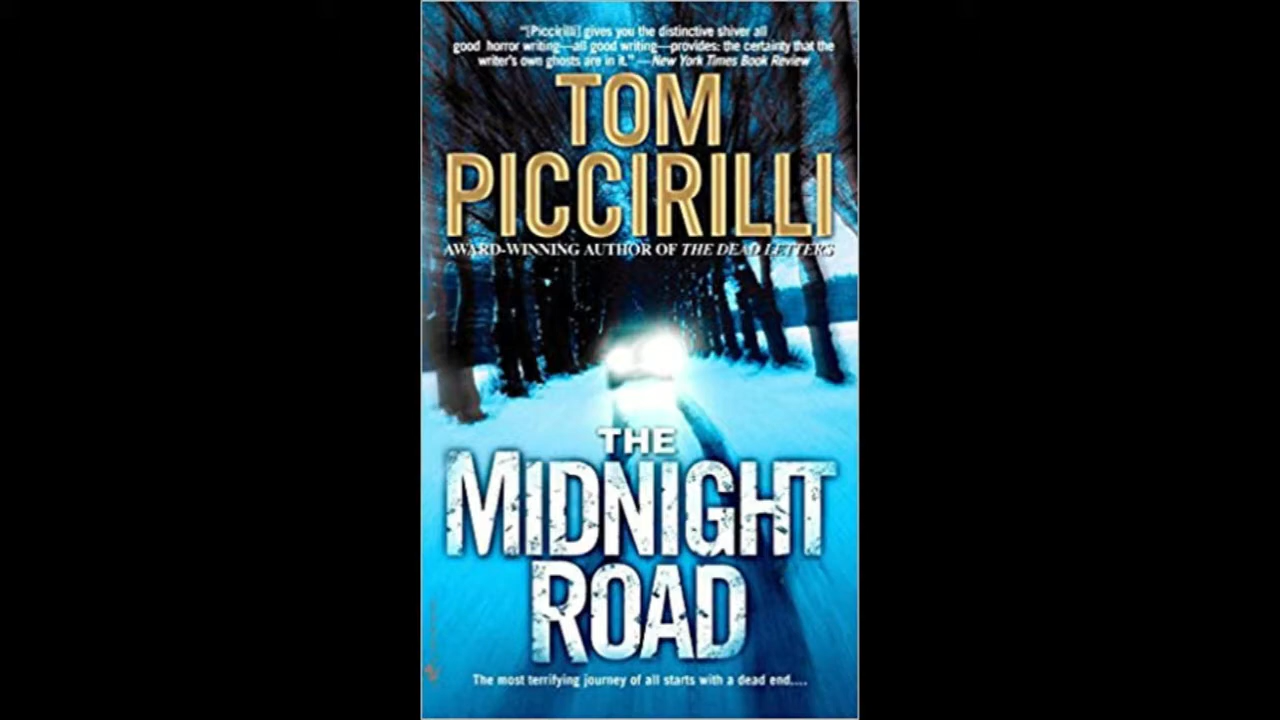 "[Piccirilli] gives you the distinctive shiver all
good horror writing—all good writing—provides: the certainty that the
writer's own ghosts are in it."—New York Times Book Review
TOM
PICCIRILLI
AWARD-WINNING AUTHOR OF THE DEAD LETTERS
THE
MIDNIGHT
ROAD
The most terrifying journey of all starts with a dead end....